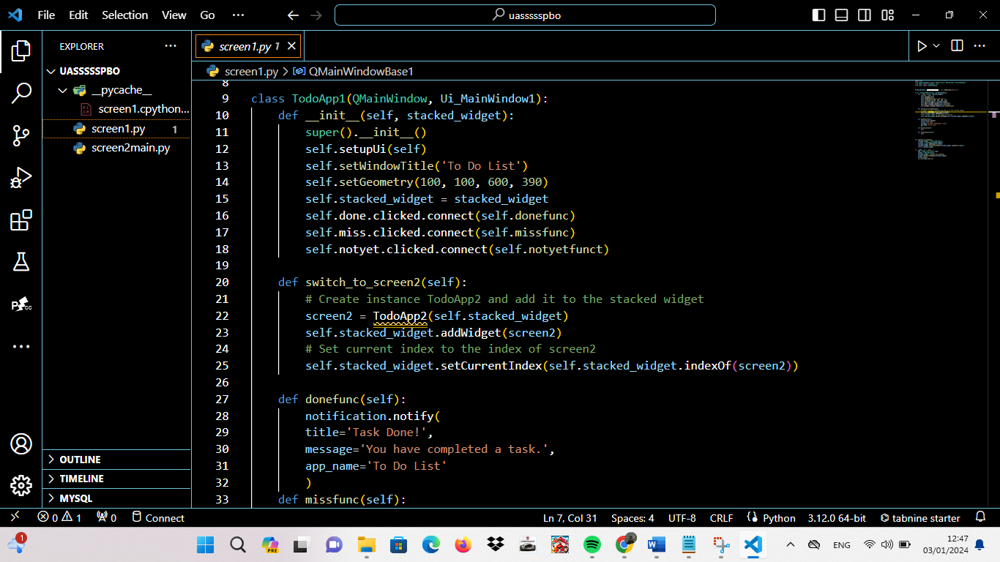 File Edit Selection View Go ... uassssspbo
EXPLORER ...
UASSSSSPBO
__pycache__
screen1.cpython...
screen1.py 1
screen2main.py
OUTLINE
TIMELINE
MYSQL
screen1.py 1
screen1.py > QMainWindowBase1
8
9 class TodoApp1(QMainWindow, Ui_MainWindow1):
10 def __init__(self, stacked_widget):
11 super().__init__()
12 self.setupUi(self)
13 self.setWindowTitle('To Do List')
14 self.setGeometry(100, 100, 600, 390)
15 self.stacked_widget = stacked_widget
16 self.done.clicked.connect(self.donefunc)
17 self.miss.clicked.connect(self.missfunc)
18 self.notyet.clicked.connect(self.notyetfunct)
19
20 def switch_to_screen2(self):
21 # Create instance TodoApp2 and add it to the stacked widget
22 screen2 = TodoApp2(self.stacked_widget)
23 self.stacked_widget.addWidget(screen2)
24 # Set current index to the index of screen2
25 self.stacked_widget.setCurrentIndex(self.stacked_widget.indexOf(screen2))
26
27 def donefunc(self):
28 notification.notify(
29 title='Task Done!',
30 message='You have completed a task.',
31 app_name='To Do List'
32 )
33 def missfunc(self):
0 1 0 Connect Ln 7, Col 31 Spaces: 4 UTF-8 CRLF Python 3.12.0 64-bit tabnine starter
1 PRE ENG 12:47
03/01/2024